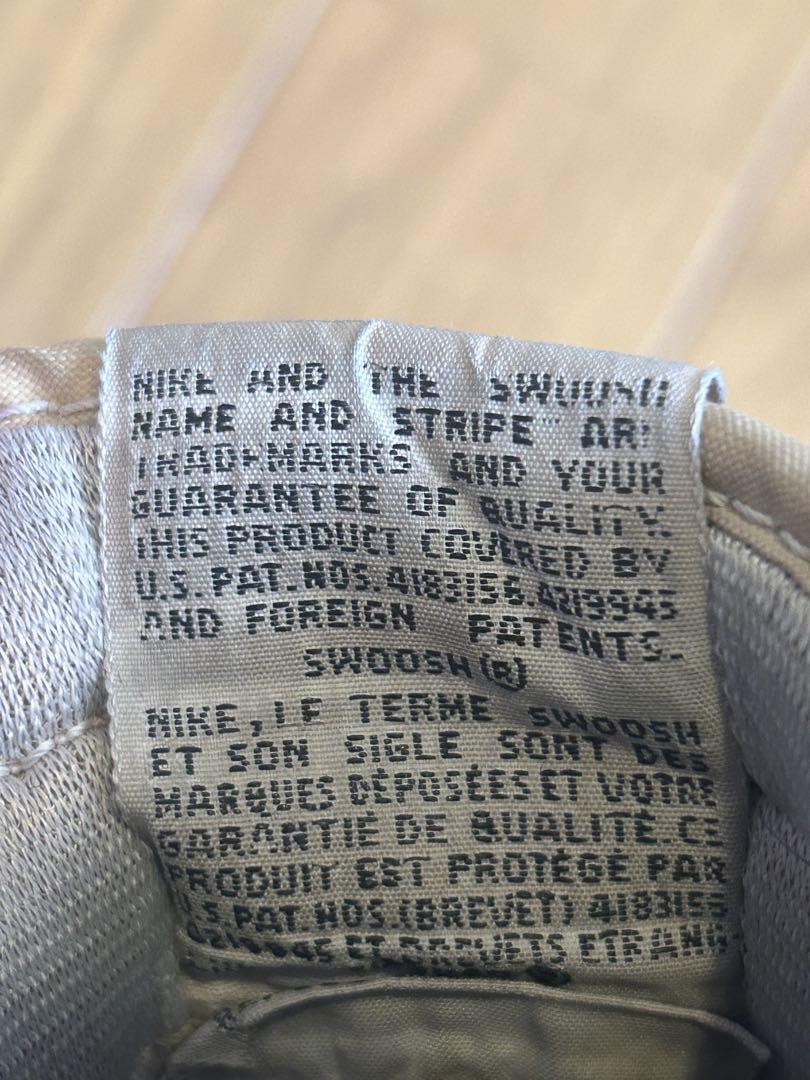 NIKE AND THE SWOOSH
NAME AND STRIPE™ ARE
TRADEMARKS AND YOUR
GUARANTEE OF QUALITY.
THIS PRODUCT COVERED BY
U.S. PAT. NOS. 4183156.4219945
AND FOREIGN PATENTS.
SWOOSH (R)
NIKE, LE TERME SWOOSH
ET SON SIGLE SONT DES
MARQUES DÉPOSÉES ET VOTRE
GARANTIE DE QUALITÉ. CE
PRODUIT EST PROTÉGÉ PAR
U.S. PAT. NOS. (BREVET) 4183156
4219945 ET BREVETS ETRANG